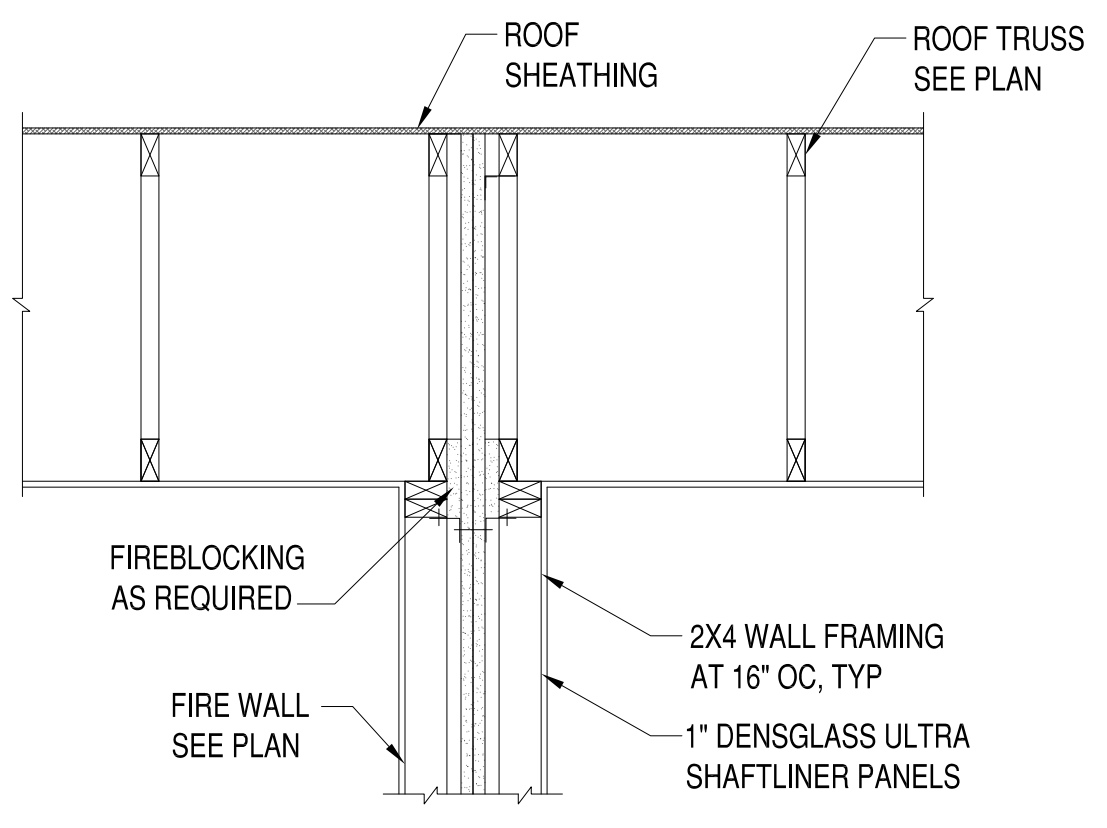 ROOF
SHEATHING
ROOF TRUSS
SEE PLAN
FIREBLOCKING
AS REQUIRED
2X4 WALL FRAMING
AT 16" OC, TYP
FIRE WALL
SEE PLAN
1" DENSGLASS ULTRA
SHAFTLINER PANELS